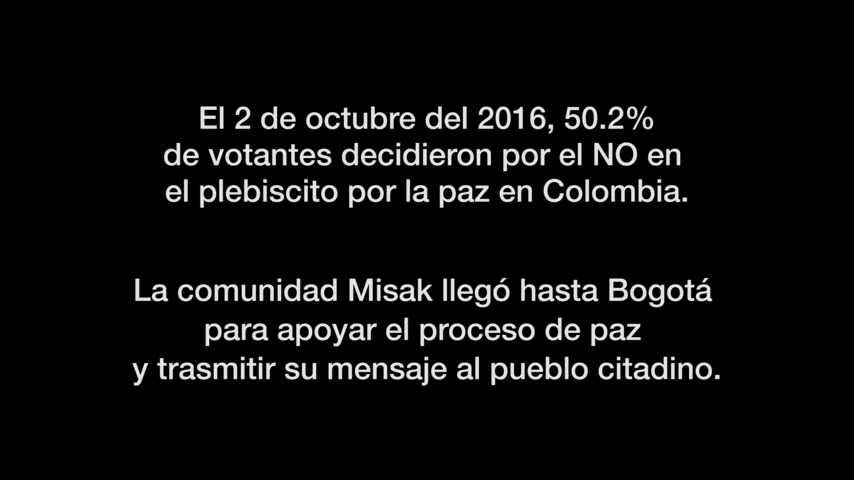 El 2 de octubre del 2016, 50.2%
de votantes decidieron por el NO en
el plebiscito por la paz en Colombia.
La comunidad Misak llegó hasta Bogotá
para apoyar el proceso de paz
y trasmitir su mensaje al pueblo citadino.